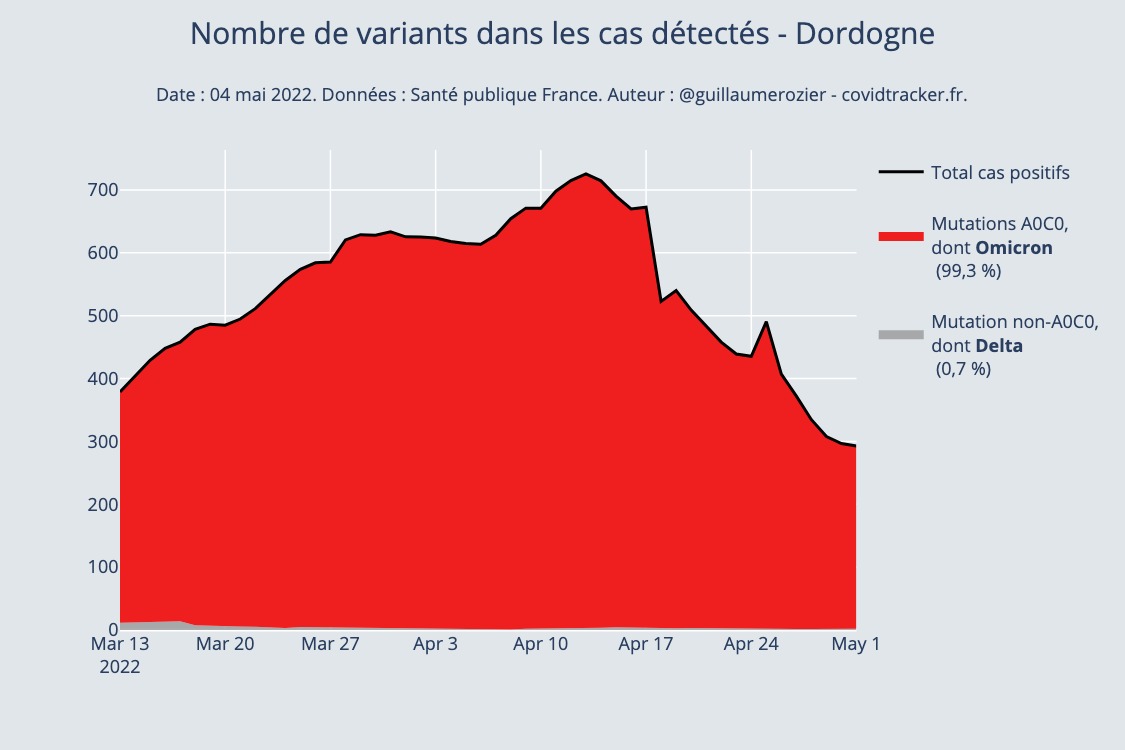 Nombre de variants dans les cas détectés - Dordogne
Date : 04 mai 2022. Données : Santé publique France. Auteur : @guillaumerozier - covidtracker.fr.
700
600
500
400
300
200
100
0
Mar 13
2022
Mar 20
Mar 27
Apr 3
Apr 10
Apr 17
Apr 24
May 1
Total cas positifs
Mutations A0C0,
dont Omicron
(99,3 %)
Mutation non-A0C0,
dont Delta
(0,7 %)